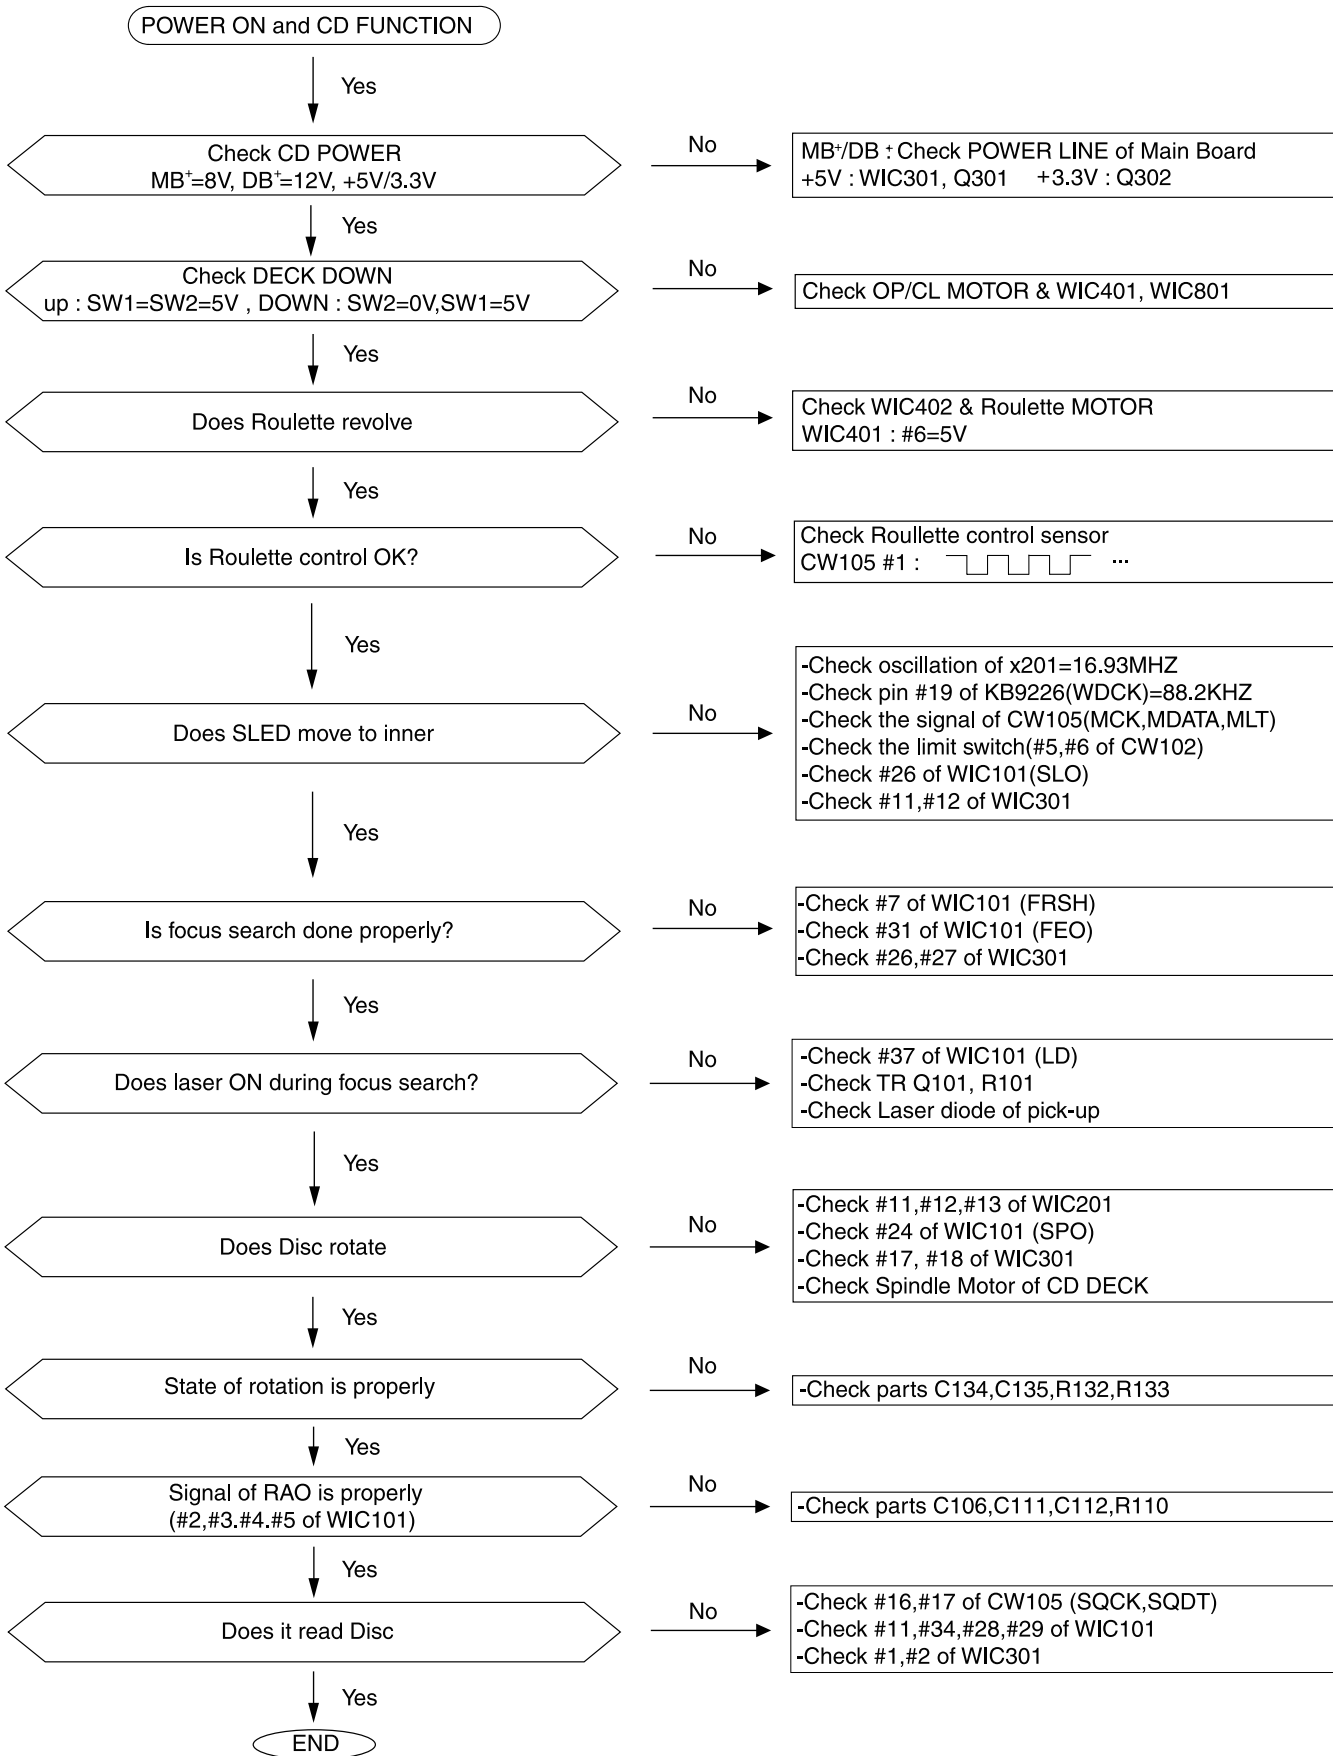 POWER ON and CD FUNCTION
Yes
Check CD POWER
MB⁺=8V, DB⁺=12V, +5V/3.3V
No
MB⁺/DB⁺: Check POWER LINE of Main Board
+5V : WIC301, Q301 +3.3V : Q302
Yes
Check DECK DOWN
up : SW1=SW2=5V , DOWN : SW2=0V,SW1=5V
No
Check OP/CL MOTOR & WIC401, WIC801
Yes
Does Roulette revolve
No
Check WIC402 & Roulette MOTOR
WIC401 : #6=5V
Yes
Is Roulette control OK?
No
Check Roullette control sensor
CW105 #1 : ...
Yes
Does SLED move to inner
No
-Check oscillation of x201=16.93MHZ
-Check pin #19 of KB9226(WDCK)=88.2KHZ
-Check the signal of CW105(MCK,MDATA,MLT)
-Check the limit switch(#5,#6 of CW102)
-Check #26 of WIC101(SLO)
-Check #11,#12 of WIC301
Yes
Is focus search done properly?
No
-Check #7 of WIC101 (FRSH)
-Check #31 of WIC101 (FEO)
-Check #26,#27 of WIC301
Yes
Does laser ON during focus search?
No
-Check #37 of WIC101 (LD)
-Check TR Q101, R101
-Check Laser diode of pick-up
Yes
Does Disc rotate
No
-Check #11,#12,#13 of WIC201
-Check #24 of WIC101 (SPO)
-Check #17, #18 of WIC301
-Check Spindle Motor of CD DECK
Yes
State of rotation is properly
No
-Check parts C134,C135,R132,R133
Yes
Signal of RAO is properly
(#2,#3.#4.#5 of WIC101)
No
-Check parts C106,C111,C112,R110
Yes
Does it read Disc
No
-Check #16,#17 of CW105 (SQCK,SQDT)
-Check #11,#34,#28,#29 of WIC101
-Check #1,#2 of WIC301
Yes
END